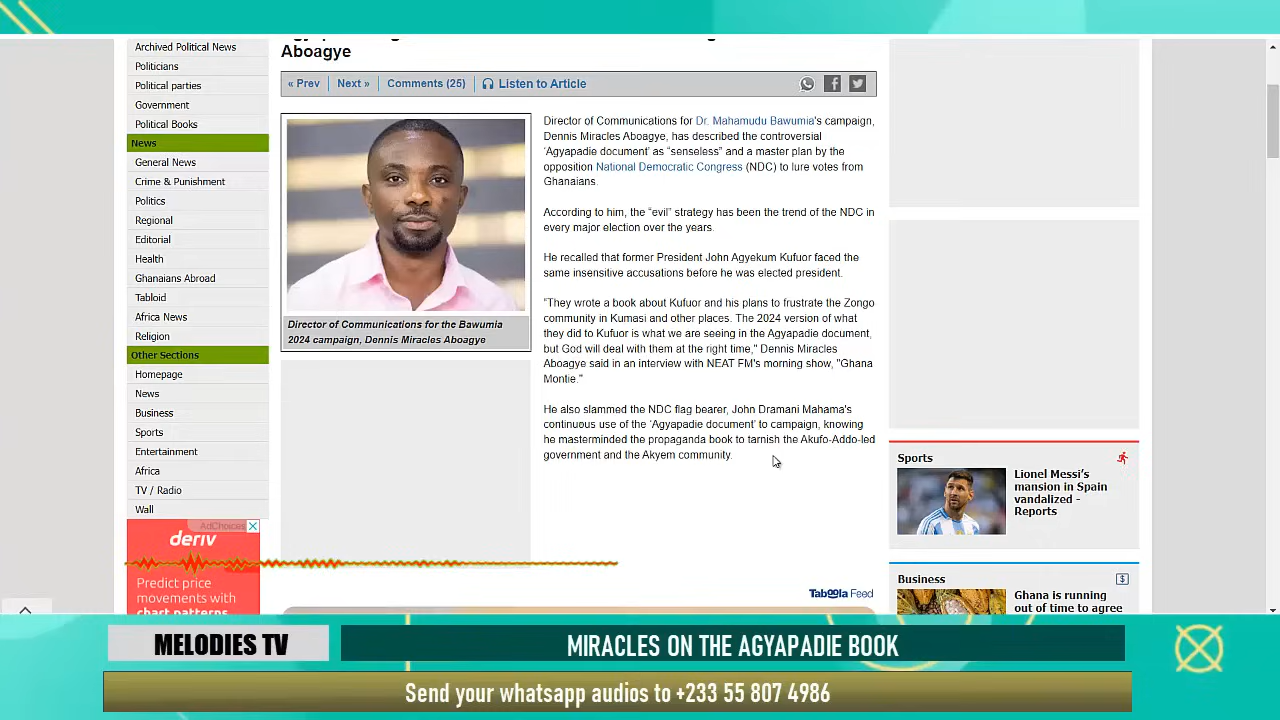 Aboagye
« Prev
Next »
Comments (25)
Listen to Article
Archived Political News
Politicians
Political parties
Government
Political Books
News
General News
Crime & Punishment
Politics
Regional
Editorial
Health
Ghanaians Abroad
Tabloid
Africa News
Religion
Other Sections
Homepage
News
Business
Sports
Entertainment
Africa
TV / Radio
Wall
AdChoices
deriv
Predict price
movements with
chart patterns
Director of Communications for the Bawumia
2024 campaign, Dennis Miracles Aboagye
Director of Communications for Dr. Mahamudu Bawumia's campaign,
Dennis Miracles Aboagye, has described the controversial
‘Agyapadie document’ as “senseless” and a master plan by the
opposition National Democratic Congress (NDC) to lure votes from
Ghanaians.
According to him, the “evil” strategy has been the trend of the NDC in
every major election over the years.
He recalled that former President John Agyekum Kufuor faced the
same insensitive accusations before he was elected president.
"They wrote a book about Kufuor and his plans to frustrate the Zongo
community in Kumasi and other places. The 2024 version of what
they did to Kufuor is what we are seeing in the Agyapadie document,
but God will deal with them at the right time," Dennis Miracles
Aboagye said in an interview with NEAT FM's morning show, "Ghana
Montie."
He also slammed the NDC flag bearer, John Dramani Mahama's
continuous use of the ‘Agyapadie document’ to campaign, knowing
he masterminded the propaganda book to tarnish the Akufo-Addo-led
government and the Akyem community.
Taboola Feed
Sports
Lionel Messi’s
mansion in Spain
vandalized -
Reports
Business
Ghana is running
out of time to agree
MELODIES TV
MIRACLES ON THE AGYAPADIE BOOK
Send your whatsapp audios to +233 55 807 4986